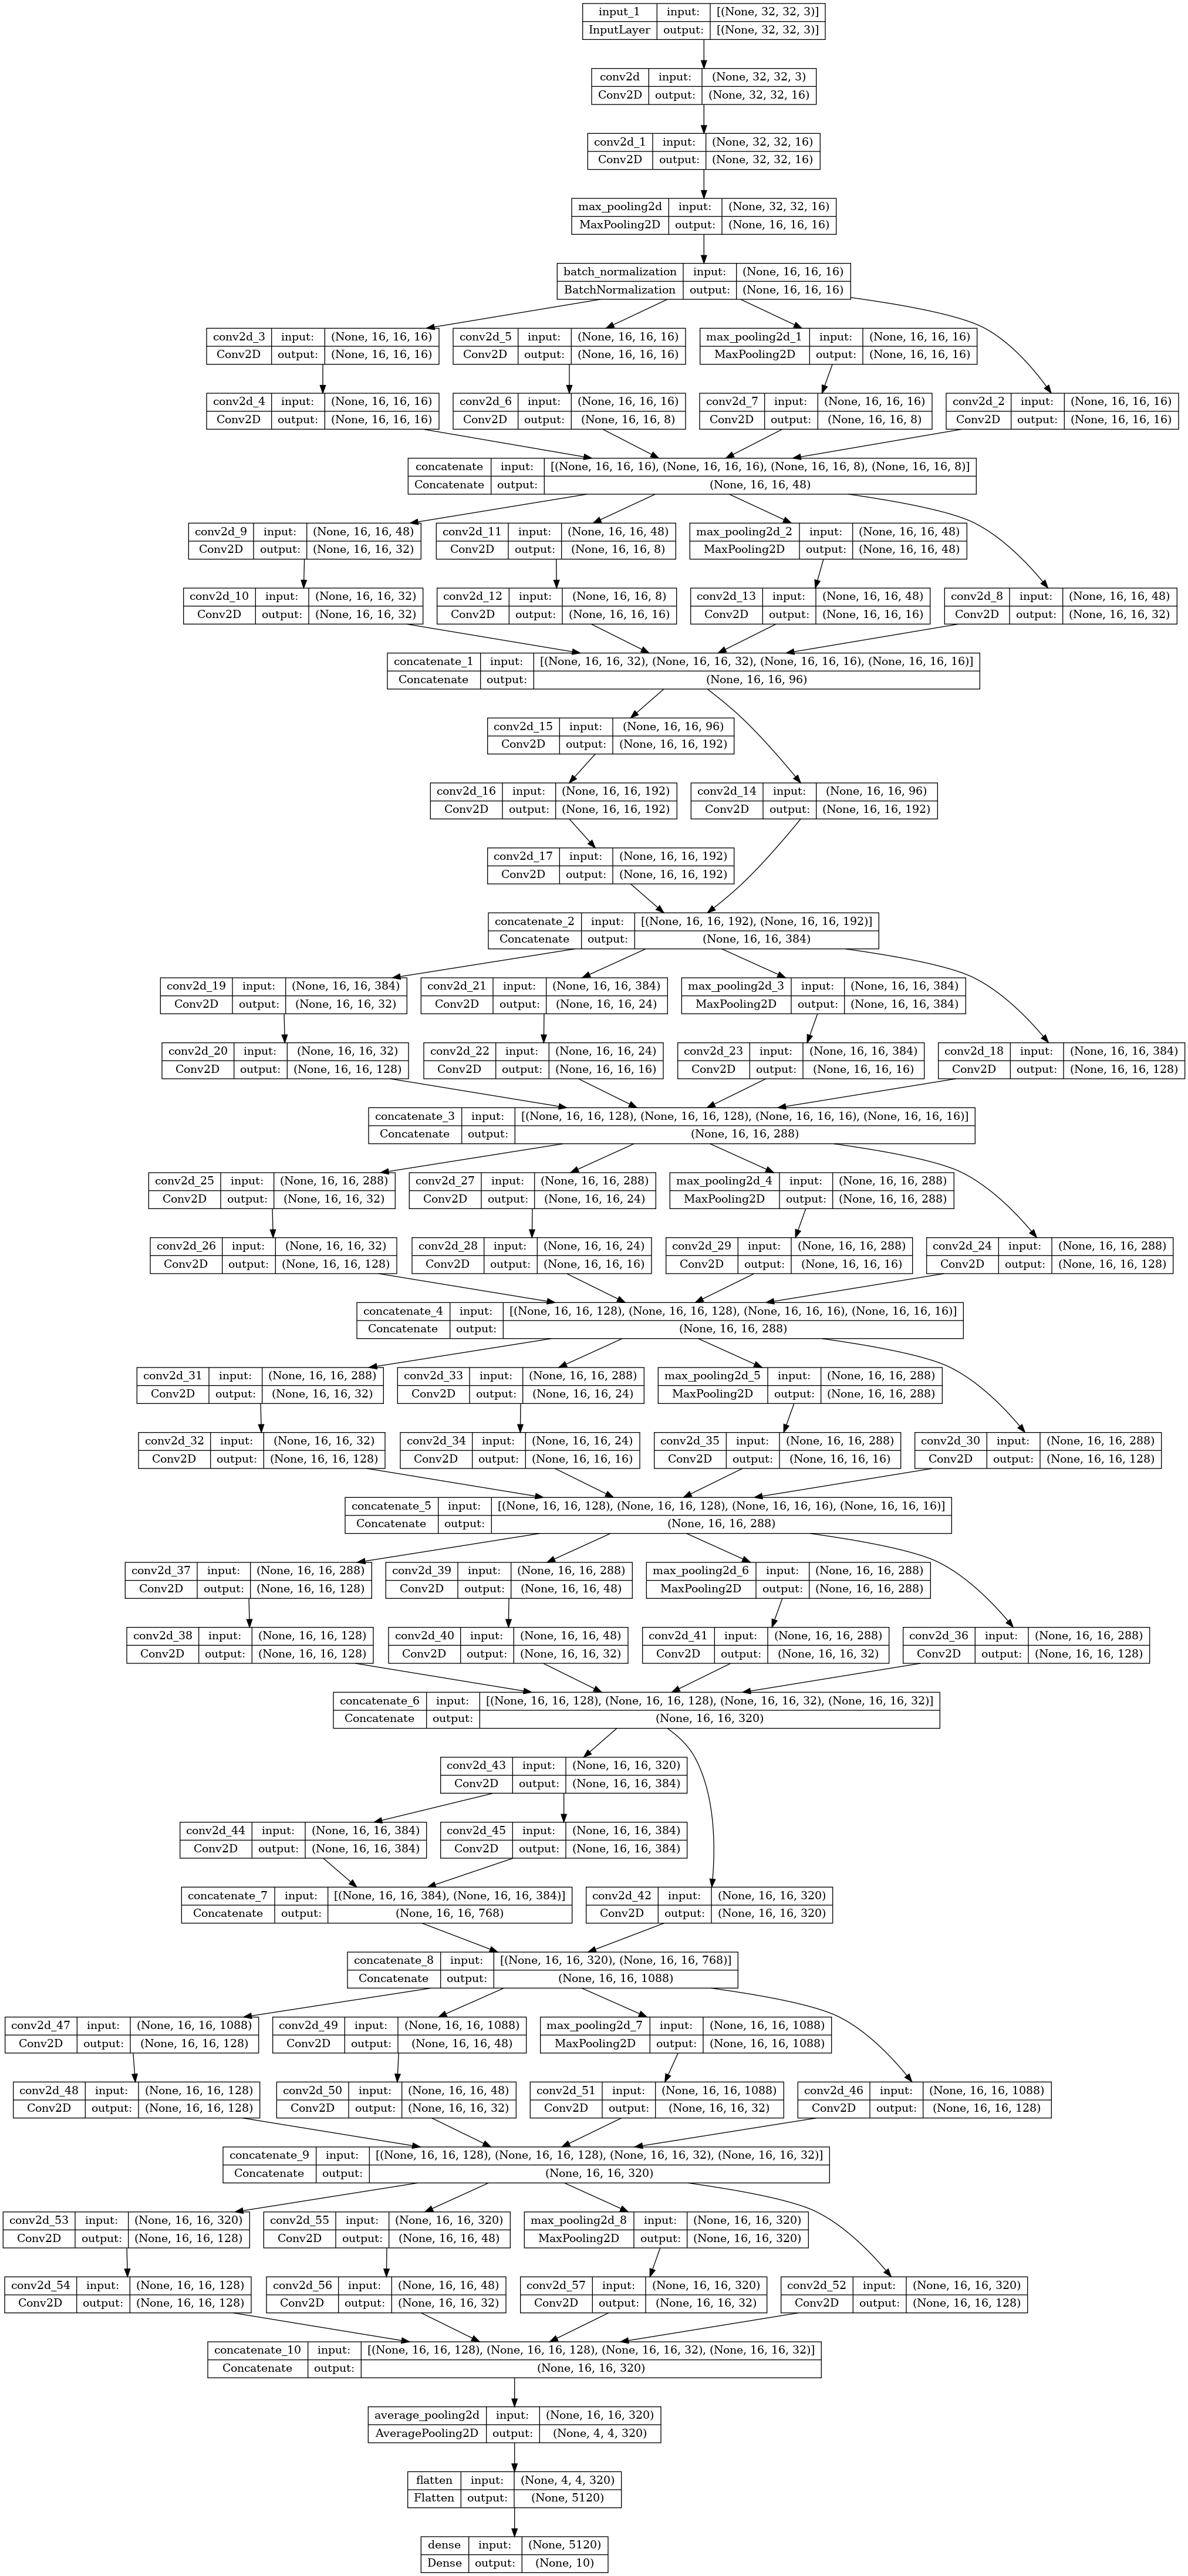 input_1 input: [(None, 32, 32, 3)]
InputLayer output: [(None, 32, 32, 3)]
conv2d input: (None, 32, 32, 3)
Conv2D output: (None, 32, 32, 16)
conv2d_1 input: (None, 32, 32, 16)
Conv2D output: (None, 32, 32, 16)
max_pooling2d input: (None, 32, 32, 16)
MaxPooling2D output: (None, 16, 16, 16)
batch_normalization input: (None, 16, 16, 16)
BatchNormalization output: (None, 16, 16, 16)
conv2d_3 input: (None, 16, 16, 16)
Conv2D output: (None, 16, 16, 16)
conv2d_5 input: (None, 16, 16, 16)
Conv2D output: (None, 16, 16, 16)
max_pooling2d_1 input: (None, 16, 16, 16)
MaxPooling2D output: (None, 16, 16, 16)
conv2d_4 input: (None, 16, 16, 16)
Conv2D output: (None, 16, 16, 16)
conv2d_6 input: (None, 16, 16, 16)
Conv2D output: (None, 16, 16, 8)
conv2d_7 input: (None, 16, 16, 16)
Conv2D output: (None, 16, 16, 8)
conv2d_2 input: (None, 16, 16, 16)
Conv2D output: (None, 16, 16, 16)
concatenate input: [(None, 16, 16, 16), (None, 16, 16, 16), (None, 16, 16, 8), (None, 16, 16, 8)]
Concatenate output: (None, 16, 16, 48)
conv2d_9 input: (None, 16, 16, 48)
Conv2D output: (None, 16, 16, 32)
conv2d_11 input: (None, 16, 16, 48)
Conv2D output: (None, 16, 16, 8)
max_pooling2d_2 input: (None, 16, 16, 48)
MaxPooling2D output: (None, 16, 16, 48)
conv2d_10 input: (None, 16, 16, 32)
Conv2D output: (None, 16, 16, 32)
conv2d_12 input: (None, 16, 16, 8)
Conv2D output: (None, 16, 16, 16)
conv2d_13 input: (None, 16, 16, 48)
Conv2D output: (None, 16, 16, 16)
conv2d_8 input: (None, 16, 16, 48)
Conv2D output: (None, 16, 16, 32)
concatenate_1 input: [(None, 16, 16, 32), (None, 16, 16, 32), (None, 16, 16, 16), (None, 16, 16, 16)]
Concatenate output: (None, 16, 16, 96)
conv2d_15 input: (None, 16, 16, 96)
Conv2D output: (None, 16, 16, 192)
conv2d_16 input: (None, 16, 16, 192)
Conv2D output: (None, 16, 16, 192)
conv2d_14 input: (None, 16, 16, 96)
Conv2D output: (None, 16, 16, 192)
conv2d_17 input: (None, 16, 16, 192)
Conv2D output: (None, 16, 16, 192)
concatenate_2 input: [(None, 16, 16, 192), (None, 16, 16, 192)]
Concatenate output: (None, 16, 16, 384)
conv2d_19 input: (None, 16, 16, 384)
Conv2D output: (None, 16, 16, 32)
conv2d_21 input: (None, 16, 16, 384)
Conv2D output: (None, 16, 16, 24)
max_pooling2d_3 input: (None, 16, 16, 384)
MaxPooling2D output: (None, 16, 16, 384)
conv2d_20 input: (None, 16, 16, 32)
Conv2D output: (None, 16, 16, 128)
conv2d_22 input: (None, 16, 16, 24)
Conv2D output: (None, 16, 16, 16)
conv2d_23 input: (None, 16, 16, 384)
Conv2D output: (None, 16, 16, 16)
conv2d_18 input: (None, 16, 16, 384)
Conv2D output: (None, 16, 16, 128)
concatenate_3 input: [(None, 16, 16, 128), (None, 16, 16, 128), (None, 16, 16, 16), (None, 16, 16, 16)]
Concatenate output: (None, 16, 16, 288)
conv2d_25 input: (None, 16, 16, 288)
Conv2D output: (None, 16, 16, 32)
conv2d_27 input: (None, 16, 16, 288)
Conv2D output: (None, 16, 16, 24)
max_pooling2d_4 input: (None, 16, 16, 288)
MaxPooling2D output: (None, 16, 16, 288)
conv2d_26 input: (None, 16, 16, 32)
Conv2D output: (None, 16, 16, 128)
conv2d_28 input: (None, 16, 16, 24)
Conv2D output: (None, 16, 16, 16)
conv2d_29 input: (None, 16, 16, 288)
Conv2D output: (None, 16, 16, 16)
conv2d_24 input: (None, 16, 16, 288)
Conv2D output: (None, 16, 16, 128)
concatenate_4 input: [(None, 16, 16, 128), (None, 16, 16, 128), (None, 16, 16, 16), (None, 16, 16, 16)]
Concatenate output: (None, 16, 16, 288)
conv2d_31 input: (None, 16, 16, 288)
Conv2D output: (None, 16, 16, 32)
conv2d_33 input: (None, 16, 16, 288)
Conv2D output: (None, 16, 16, 24)
max_pooling2d_5 input: (None, 16, 16, 288)
MaxPooling2D output: (None, 16, 16, 288)
conv2d_32 input: (None, 16, 16, 32)
Conv2D output: (None, 16, 16, 128)
conv2d_34 input: (None, 16, 16, 24)
Conv2D output: (None, 16, 16, 16)
conv2d_35 input: (None, 16, 16, 288)
Conv2D output: (None, 16, 16, 16)
conv2d_30 input: (None, 16, 16, 288)
Conv2D output: (None, 16, 16, 128)
concatenate_5 input: [(None, 16, 16, 128), (None, 16, 16, 128), (None, 16, 16, 16), (None, 16, 16, 16)]
Concatenate output: (None, 16, 16, 288)
conv2d_37 input: (None, 16, 16, 288)
Conv2D output: (None, 16, 16, 128)
conv2d_39 input: (None, 16, 16, 288)
Conv2D output: (None, 16, 16, 48)
max_pooling2d_6 input: (None, 16, 16, 288)
MaxPooling2D output: (None, 16, 16, 288)
conv2d_38 input: (None, 16, 16, 128)
Conv2D output: (None, 16, 16, 128)
conv2d_40 input: (None, 16, 16, 48)
Conv2D output: (None, 16, 16, 32)
conv2d_41 input: (None, 16, 16, 288)
Conv2D output: (None, 16, 16, 32)
conv2d_36 input: (None, 16, 16, 288)
Conv2D output: (None, 16, 16, 128)
concatenate_6 input: [(None, 16, 16, 128), (None, 16, 16, 128), (None, 16, 16, 32), (None, 16, 16, 32)]
Concatenate output: (None, 16, 16, 320)
conv2d_43 input: (None, 16, 16, 320)
Conv2D output: (None, 16, 16, 384)
conv2d_44 input: (None, 16, 16, 384)
Conv2D output: (None, 16, 16, 384)
conv2d_45 input: (None, 16, 16, 384)
Conv2D output: (None, 16, 16, 384)
concatenate_7 input: [(None, 16, 16, 384), (None, 16, 16, 384)]
Concatenate output: (None, 16, 16, 768)
conv2d_42 input: (None, 16, 16, 320)
Conv2D output: (None, 16, 16, 320)
concatenate_8 input: [(None, 16, 16, 320), (None, 16, 16, 768)]
Concatenate output: (None, 16, 16, 1088)
conv2d_47 input: (None, 16, 16, 1088)
Conv2D output: (None, 16, 16, 128)
conv2d_49 input: (None, 16, 16, 1088)
Conv2D output: (None, 16, 16, 48)
max_pooling2d_7 input: (None, 16, 16, 1088)
MaxPooling2D output: (None, 16, 16, 1088)
conv2d_48 input: (None, 16, 16, 128)
Conv2D output: (None, 16, 16, 128)
conv2d_50 input: (None, 16, 16, 48)
Conv2D output: (None, 16, 16, 32)
conv2d_51 input: (None, 16, 16, 1088)
Conv2D output: (None, 16, 16, 32)
conv2d_46 input: (None, 16, 16, 1088)
Conv2D output: (None, 16, 16, 128)
concatenate_9 input: [(None, 16, 16, 128), (None, 16, 16, 128), (None, 16, 16, 32), (None, 16, 16, 32)]
Concatenate output: (None, 16, 16, 320)
conv2d_53 input: (None, 16, 16, 320)
Conv2D output: (None, 16, 16, 128)
conv2d_55 input: (None, 16, 16, 320)
Conv2D output: (None, 16, 16, 48)
max_pooling2d_8 input: (None, 16, 16, 320)
MaxPooling2D output: (None, 16, 16, 320)
conv2d_54 input: (None, 16, 16, 128)
Conv2D output: (None, 16, 16, 128)
conv2d_56 input: (None, 16, 16, 48)
Conv2D output: (None, 16, 16, 32)
conv2d_57 input: (None, 16, 16, 320)
Conv2D output: (None, 16, 16, 32)
conv2d_52 input: (None, 16, 16, 320)
Conv2D output: (None, 16, 16, 128)
concatenate_10 input: [(None, 16, 16, 128), (None, 16, 16, 128), (None, 16, 16, 32), (None, 16, 16, 32)]
Concatenate output: (None, 16, 16, 320)
average_pooling2d input: (None, 16, 16, 320)
AveragePooling2D output: (None, 4, 4, 320)
flatten input: (None, 4, 4, 320)
Flatten output: (None, 5120)
dense input: (None, 5120)
Dense output: (None, 10)